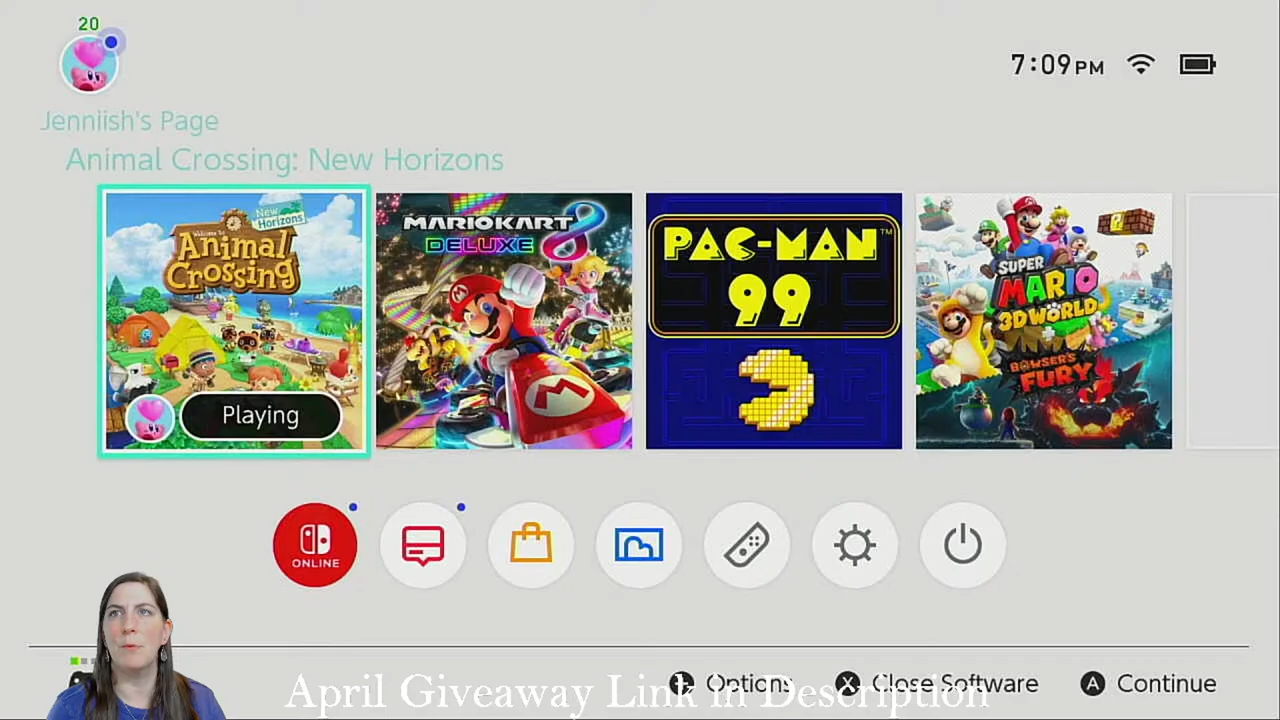 20
7:09 PM
Jenniish's Page
Animal Crossing: New Horizons
New Horizons
Welcome to
Animal Crossing
Playing
MARIOKART 8
DELUXE
PAC-MAN™
99
SUPER
MARIO
3D WORLD
BOWSER'S
FURY
ONLINE
Options
X Close Software
A Continue
April Giveaway Link in Description